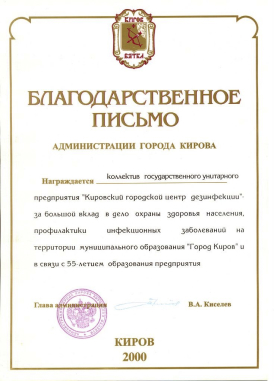 КИРОВ
ВЯТКА
БЛАГОДАРСТВЕННОЕ
ПИСЬМО
АДМИНИСТРАЦИИ ГОРОДА КИРОВА
Награждается коллектив государственного унитарного
предприятия "Кировский городской центр дезинфекции"-
за большой вклад в дело охраны здоровья населения,
профилактики инфекционных заболеваний на
территории муниципального образования "Город Киров" и
в связи с 55-летием образования предприятия
Глава администрации В.А. Киселев
КИРОВ
2000